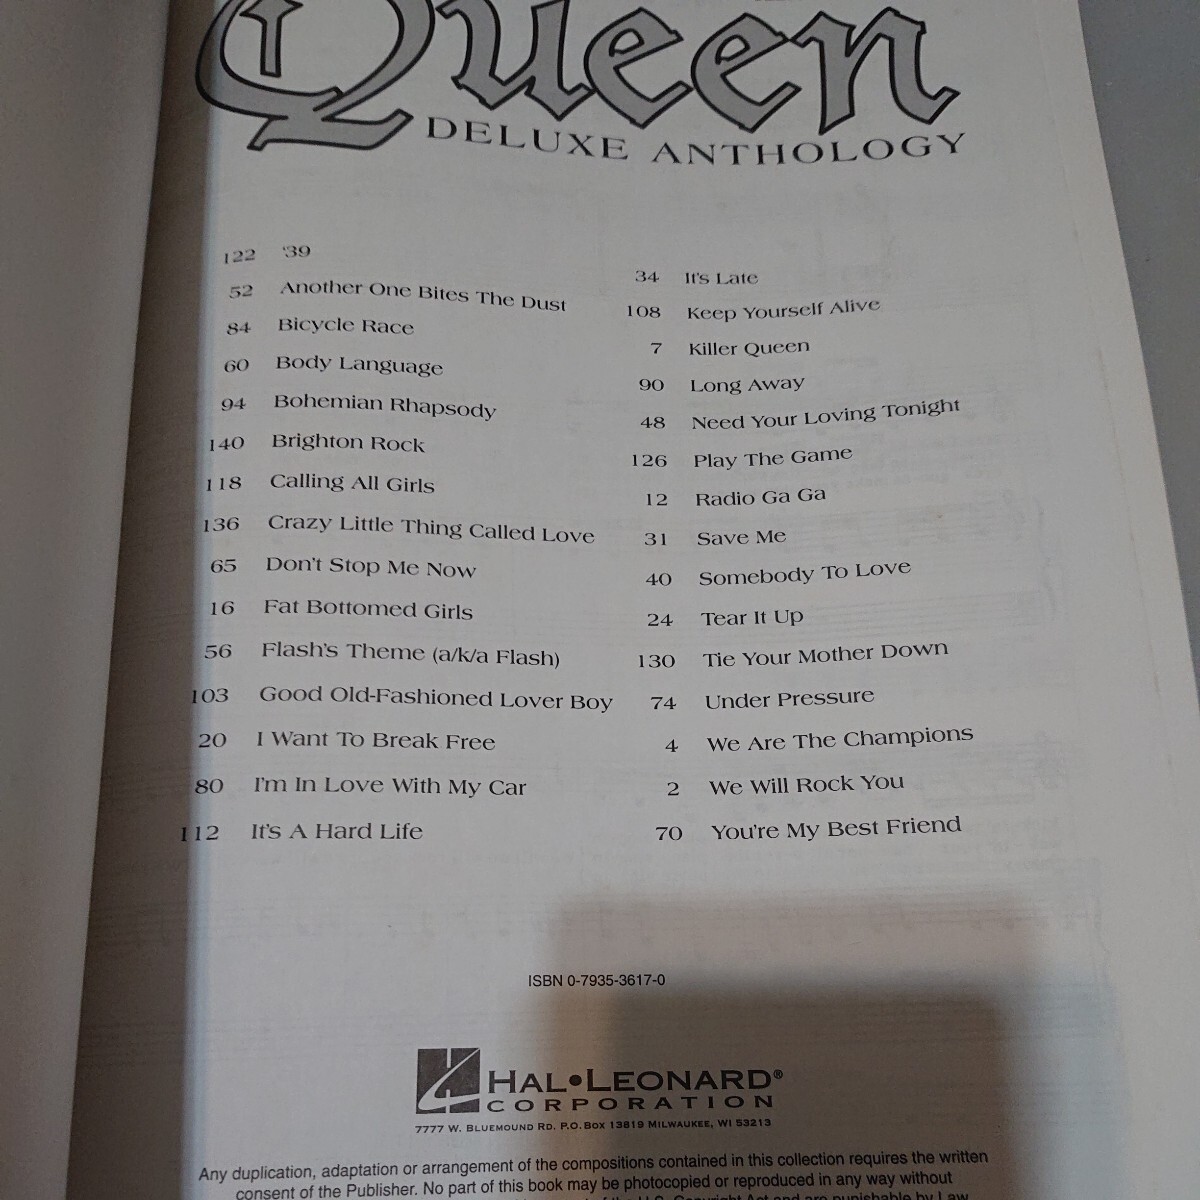 Queen
DELUXE ANTHOLOGY
122 '39
52 Another One Bites The Dust
84 Bicycle Race
60 Body Language
94 Bohemian Rhapsody
140 Brighton Rock
118 Calling All Girls
136 Crazy Little Thing Called Love
65 Don't Stop Me Now
16 Fat Bottomed Girls
56 Flash's Theme (a/k/a Flash)
103 Good Old-Fashioned Lover Boy
20 I Want To Break Free
80 I'm In Love With My Car
112 It's A Hard Life
34 It's Late
108 Keep Yourself Alive
7 Killer Queen
90 Long Away
48 Need Your Loving Tonight
126 Play The Game
12 Radio Ga Ga
31 Save Me
40 Somebody To Love
24 Tear It Up
130 Tie Your Mother Down
74 Under Pressure
4 We Are The Champions
2 We Will Rock You
70 You're My Best Friend
ISBN 0-7935-3617-0
HAL•LEONARD®
CORPORATION
7777 W. BLUEMOUND RD. P.O. BOX 13819 MILWAUKEE, WI 53213
Any duplication, adaptation or arrangement of the compositions contained in this collection requires the written
consent of the Publisher. No part of this book may be photocopied or reproduced in any way without
U.S. Copyright Act and are punishable by Law.